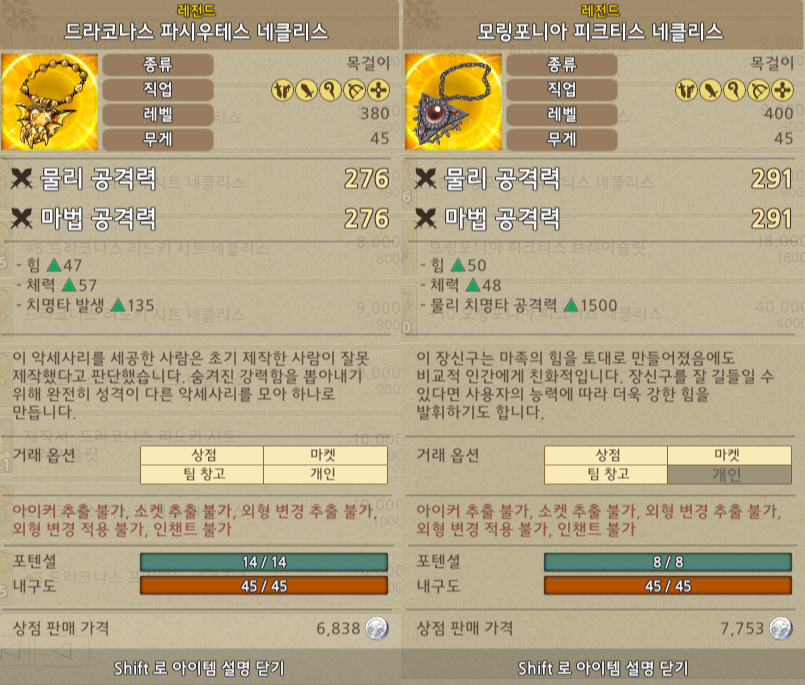 레전드
드라코나스 파시우테스 네클리스
종류 목걸이
직업
레벨 380
무게 45
물리 공격력 276
마법 공격력 276
- 힘 ▲47
- 체력 ▲57
- 치명타 발생 ▲135
이 악세사리를 세공한 사람은 초기 제작한 사람이 잘못
제작했다고 판단했습니다. 숨겨진 강력함을 뽑아내기
위해 완전히 성격이 다른 악세사리를 모아 하나로
만듭니다.
거래 옵션
상점 마켓
팀 창고 개인
아이커 추출 불가, 소켓 추출 불가, 외형 변경 추출 불가,
외형 변경 적용 불가, 인챈트 불가
포텐셜 14 / 14
내구도 45 / 45
상점 판매 가격 6,838
Shift 로 아이템 설명 닫기
레전드
모링포니아 피크티스 네클리스
종류 목걸이
직업
레벨 400
무게 45
물리 공격력 291
마법 공격력 291
- 힘 ▲50
- 체력 ▲48
- 물리 치명타 공격력 ▲1500
이 장신구는 마족의 힘을 토대로 만들어졌음에도
비교적 인간에게 친화적입니다. 장신구를 잘 길들일 수
있다면 사용자의 능력에 따라 더욱 강한 힘을
발휘하기도 합니다.
거래 옵션
상점 마켓
팀 창고 개인
아이커 추출 불가, 소켓 추출 불가, 외형 변경 추출 불가,
외형 변경 적용 불가, 인챈트 불가
포텐셜 8 / 8
내구도 45 / 45
상점 판매 가격 7,753
Shift 로 아이템 설명 닫기